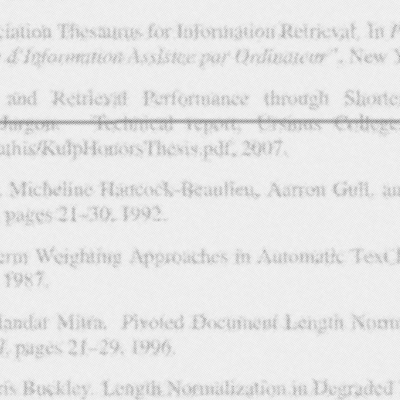 ciation Thesaurus for Information Retrieval. In
d'Information Assistee par Ordinateur", New Y
and Retrieval Performance through Shorte
Jargon. Technical report, Ursinus College
athis/KulpHonorsThesis.pdf, 2007.
Micheline Hancock-Beaulieu, Aarron Gull, an
pages 21–30, 1992.
erm Weighting Approaches in Automatic Text
1987.
Mandar Mitra. Pivoted Document Length Norm
pages 21–29, 1996.
ris Buckley. Length Normalization in Degraded